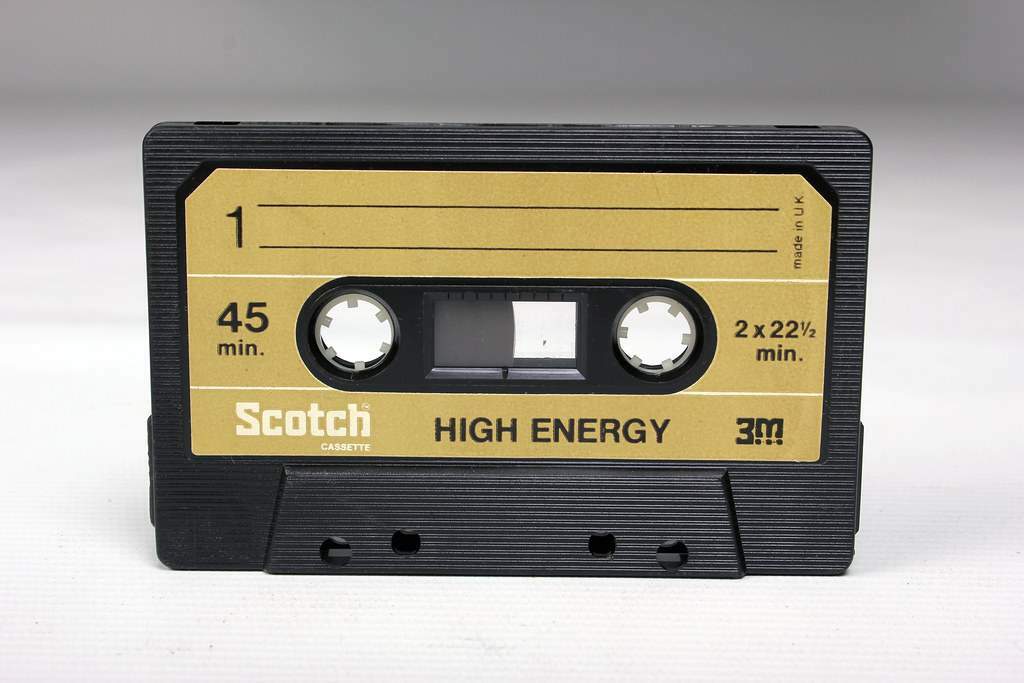 1
made in U K
45
min.
2 x 22½
min.
Scotch
CASSETTE
HIGH ENERGY
3M